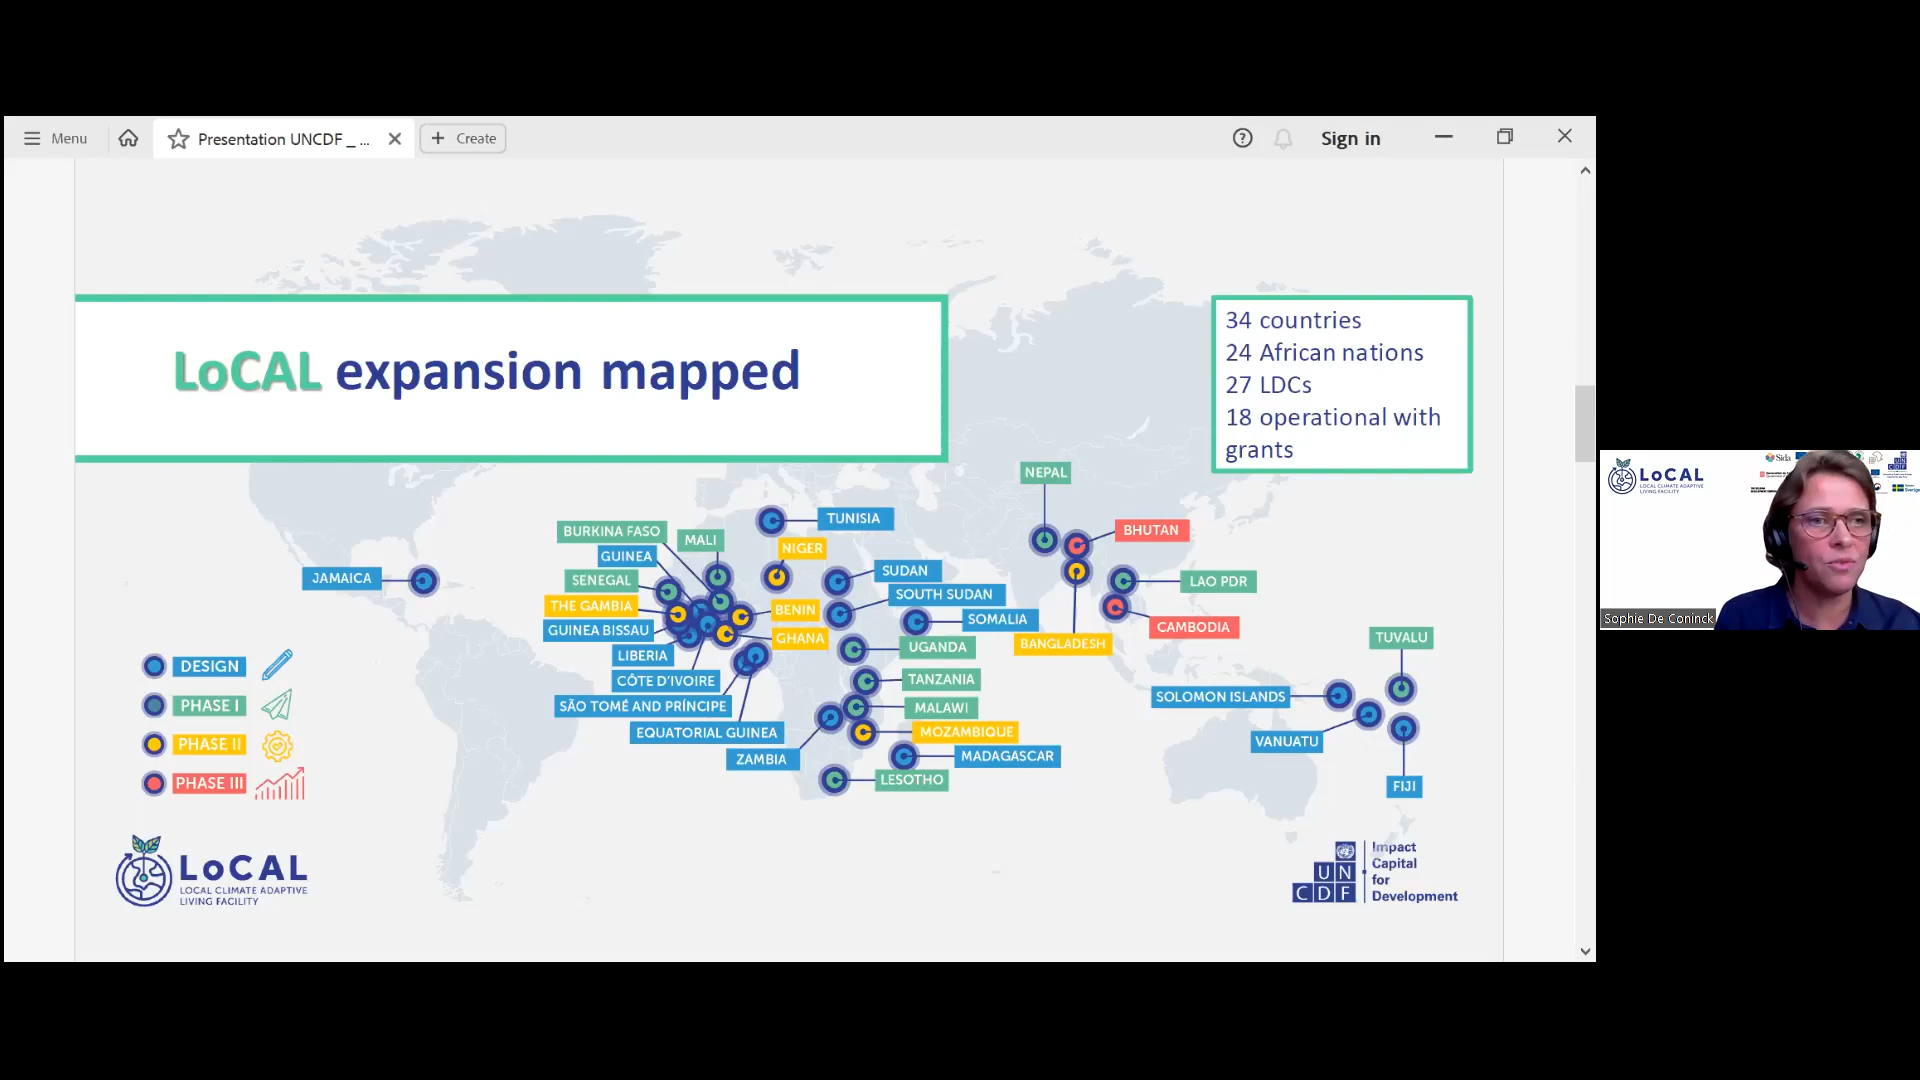 Menu
Presentation UNCDF _ ...
Create
Sign in
LoCAL expansion mapped
34 countries
24 African nations
27 LDCs
18 operational with
grants
NEPAL
BHUTAN
TUNISIA
BURKINA FASO
MALI
NIGER
GUINEA
SUDAN
JAMAICA
SENEGAL
LAO PDR
SOUTH SUDAN
THE GAMBIA
BENIN
SOMALIA
GUINEA BISSAU
GHANA
CAMBODIA
BANGLADESH
UGANDA
TUVALU
LIBERIA
DESIGN
CÔTE D'IVOIRE
TANZANIA
SOLOMON ISLANDS
SÃO TOMÉ AND PRÍNCIPE
PHASE I
MALAWI
EQUATORIAL GUINEA
MOZAMBIQUE
VANUATU
PHASE II
ZAMBIA
MADAGASCAR
PHASE III
LESOTHO
FIJI
LoCAL
LOCAL CLIMATE ADAPTIVE
LIVING FACILITY
UN
CDF
Impact
Capital
for
Development
LoCAL
LOCAL CLIMATE ADAPTIVE
LIVING FACILITY
Sida
Sophie De Coninck